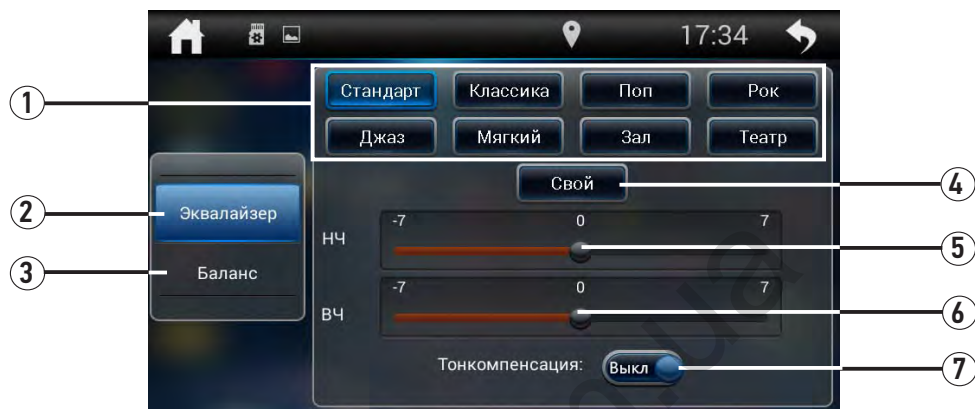 17:34
1
Стандарт Классика Поп Рок
Джаз Мягкий Зал Театр
Свой
4
2
Эквалайзер
3
Баланс
НЧ
-7 0 7
5
ВЧ
-7 0 7
6
Тонкомпенсация: Выкл
7